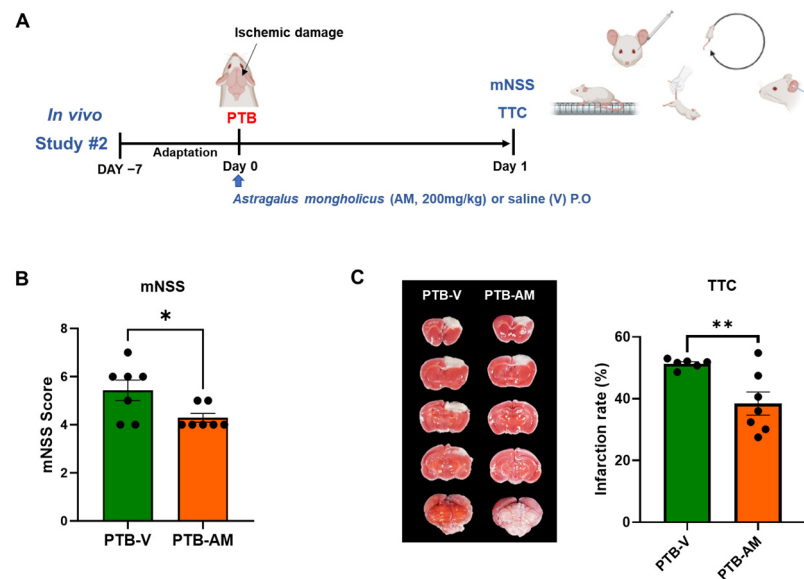 A
Ischemic damage
In vivo
Study #2
PTB
mNSS
TTC
Adaptation
DAY −7
Day 0
Day 1
Astragalus mongholicus (AM, 200mg/kg) or saline (V) P.O
B
mNSS
*
8
6
4
2
0
mNSS Score
PTB-V
PTB-AM
C
PTB-V
PTB-AM
TTC
**
60
40
20
0
Infarction rate (%)
PTB-V
PTB-AM